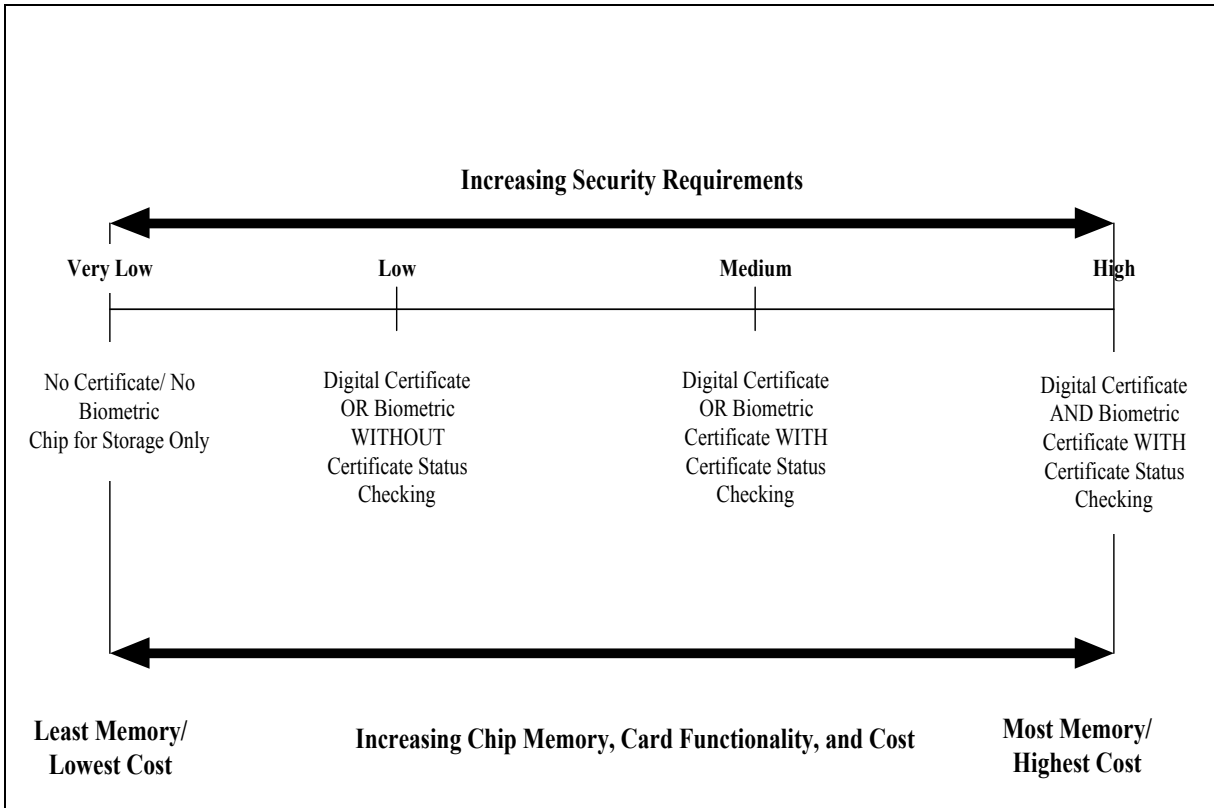 Increasing Security Requirements
Very Low
Low
Medium
High
No Certificate/ No
Biometric
Chip for Storage Only
Digital Certificate
OR Biometric
WITHOUT
Certificate Status
Checking
Digital Certificate
OR Biometric
Certificate WITH
Certificate Status
Checking
Digital Certificate
AND Biometric
Certificate WITH
Certificate Status
Checking
Least Memory/
Lowest Cost
Increasing Chip Memory, Card Functionality, and Cost
Most Memory/
Highest Cost